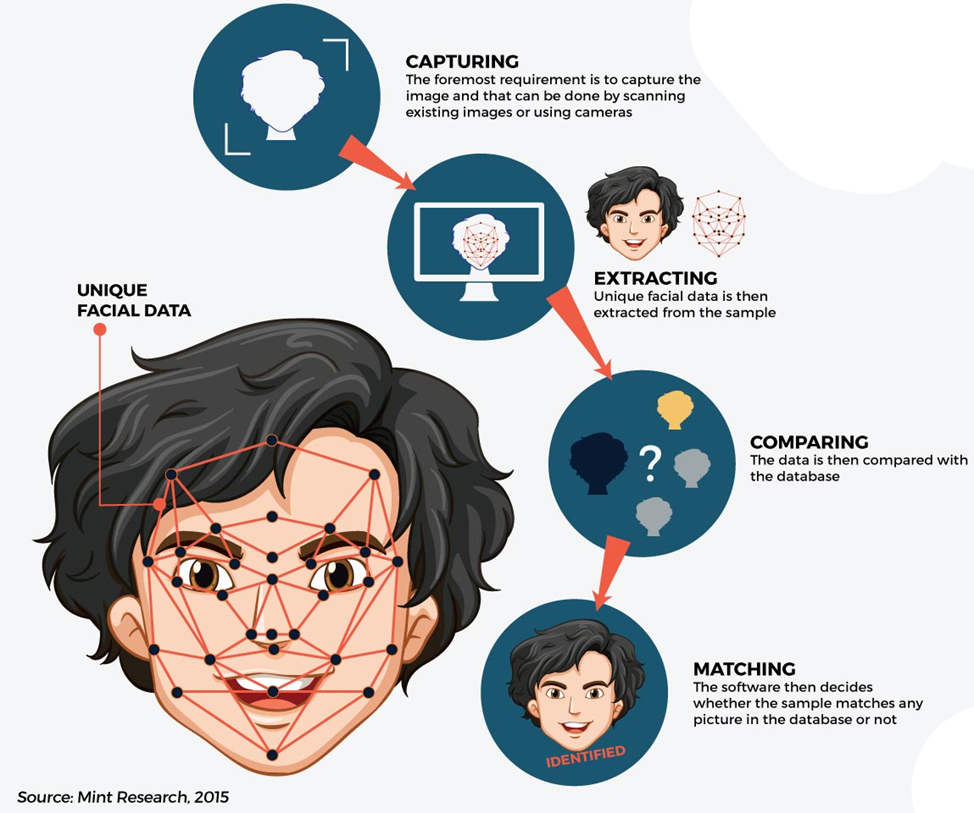 CAPTURING
The foremost requirement is to capture the
image and that can be done by scanning
existing images or using cameras
EXTRACTING
Unique facial data is then
extracted from the sample
UNIQUE
FACIAL DATA
?
COMPARING
The data is then compared with
the database
MATCHING
The software then decides
whether the sample matches any
picture in the database or not
IDENTIFIED
Source: Mint Research, 2015